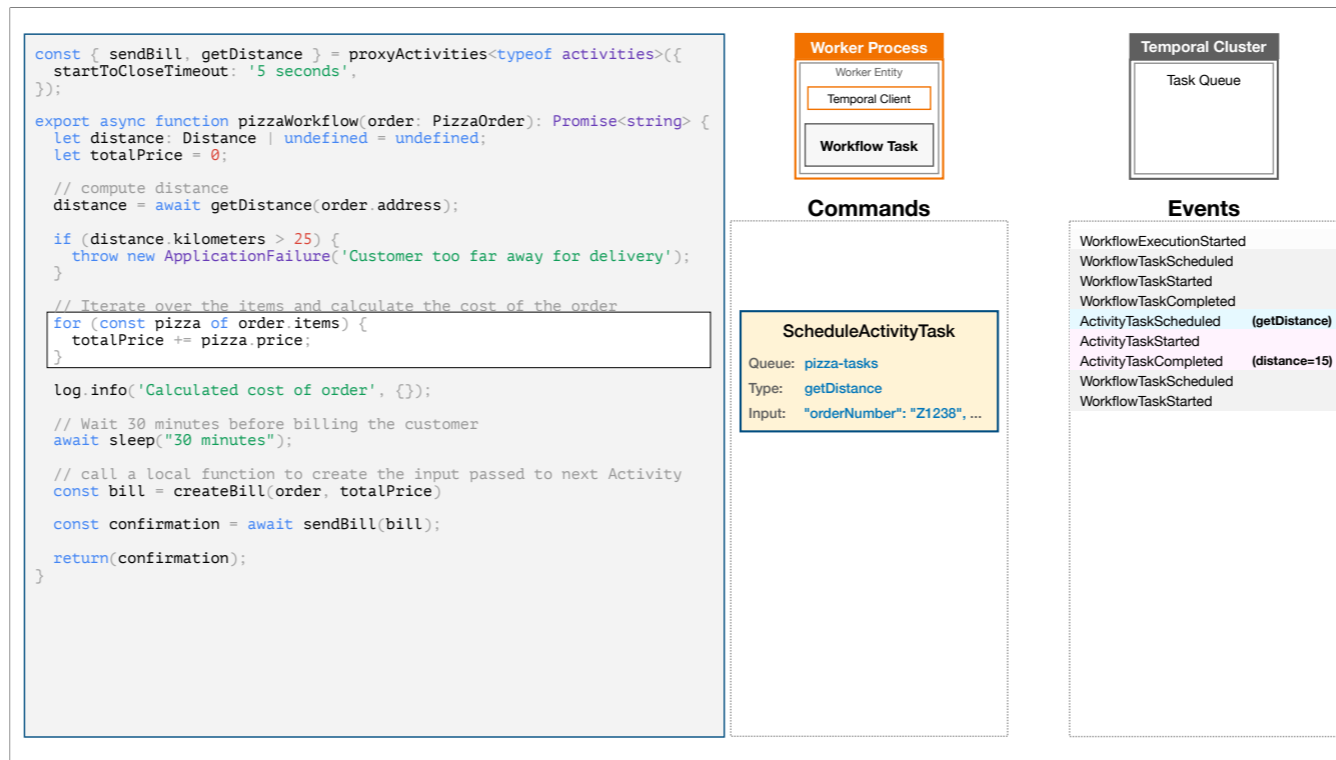 const { sendBill, getDistance } = proxyActivities<typeof activities>({
  startToCloseTimeout: '5 seconds',
});
export async function pizzaWorkflow(order: PizzaOrder): Promise<string> {
  let distance: Distance | undefined = undefined;
  let totalPrice = 0;
  // compute distance
  distance = await getDistance(order.address);
  if (distance.kilometers > 25) {
    throw new ApplicationFailure('Customer too far away for delivery');
  }
  // Iterate over the items and calculate the cost of the order
  for (const pizza of order.items) {
    totalPrice += pizza.price;
  }
  log.info('Calculated cost of order', {});
  // Wait 30 minutes before billing the customer
  await sleep("30 minutes");
  // call a local function to create the input passed to next Activity
  const bill = createBill(order, totalPrice)
  const confirmation = await sendBill(bill);
  return(confirmation);
}
Worker Process
Worker Entity
Temporal Client
Workflow Task
Commands
ScheduleActivityTask
Queue: pizza-tasks
Type: getDistance
Input: "orderNumber": "Z1238", ...
Temporal Cluster
Task Queue
Events
WorkflowExecutionStarted
WorkflowTaskScheduled
WorkflowTaskStarted
WorkflowTaskCompleted
ActivityTaskScheduled (getDistance)
ActivityTaskStarted
ActivityTaskCompleted (distance=15)
WorkflowTaskScheduled
WorkflowTaskStarted